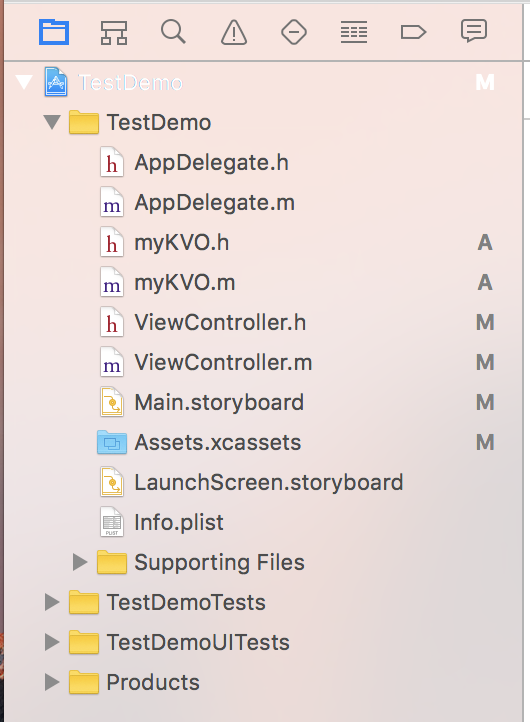 TestDemo M
TestDemo
h AppDelegate.h
m AppDelegate.m
h myKVO.h A
m myKVO.m A
h ViewController.h M
m ViewController.m M
Main.storyboard M
Assets.xcassets M
LaunchScreen.storyboard
PLIST Info.plist
Supporting Files
TestDemoTests
TestDemoUITests
Products